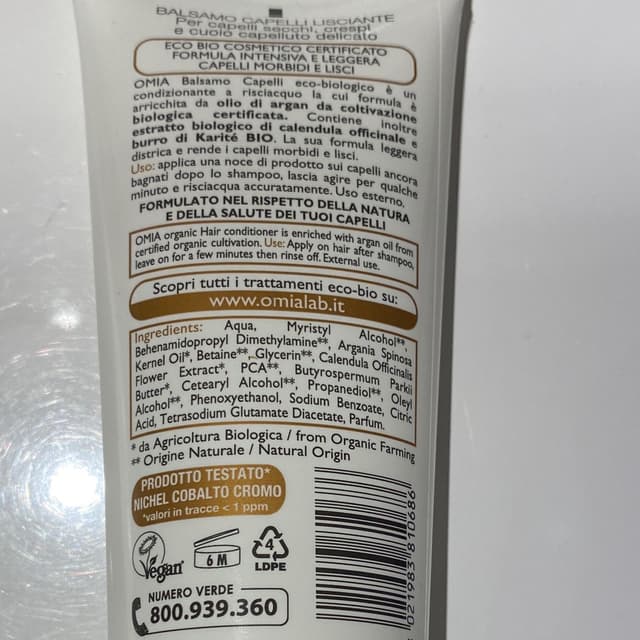 BALSAMO CAPELLI LISCIANTE
Per capelli secchi, crespi
e cuoio capelluto delicato
ECO BIO COSMETICO CERTIFICATO
FORMULA INTENSIVA E LEGGERA
CAPELLI MORBIDI E LISCI
OMIA Balsamo Capelli eco-biologico è un
condizionante a risciacquo la cui formula è
arricchita da olio di argan da coltivazione
biologica certificata. Contiene inoltre
estratto biologico di calendula officinale e
burro di Karité BIO. La sua formula leggera
districa e rende i capelli morbidi e lisci.
Uso: applica una noce di prodotto sui capelli ancora
bagnati dopo lo shampoo, lascia agire per qualche
minuto e risciacqua accuratamente. Uso esterno.
FORMULATO NEL RISPETTO DELLA NATURA
E DELLA SALUTE DEI TUOI CAPELLI
OMIA organic Hair conditioner is enriched with argan oil from
certified organic cultivation. Use: Apply on hair after shampoo,
leave on for a few minutes then rinse off. External use.
Scopri tutti i trattamenti eco-bio su:
www.omialab.it
Ingredients: Aqua, Myristyl Alcohol**,
Behenamidopropyl Dimethylamine**, Argania Spinosa
Kernel Oil*, Betaine**, Glycerin**, Calendula Officinalis
Flower Extract*, PCA**, Butyrospermum Parkii
Butter*, Cetearyl Alcohol**, Propanediol**, Oleyl
Alcohol**, Phenoxyethanol, Sodium Benzoate, Citric
Acid, Tetrasodium Glutamate Diacetate, Parfum.
* da Agricoltura Biologica / from Organic Farming
** Origine Naturale / Natural Origin
PRODOTTO TESTATO*
NICHEL COBALTO CROMO
*valori in tracce < 1 ppm
Vegan
6 M
4
LDPE
NUMERO VERDE
800.939.360
8 021983 810686